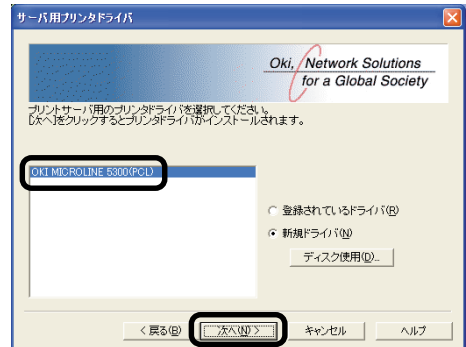 サーバ用プリンタドライバ
Oki, Network Solutions
for a Global Society
プリントサーバ用のプリンタドライバを選択してください。
[次へ]をクリックするとプリンタドライバがインストールされます。
OKI MICROLINE 5300(PCL)
登録されているドライバ(R)
新規ドライバ(N)
ディスク使用(D)...
< 戻る(B)
次へ(N) >
キャンセル
ヘルプ